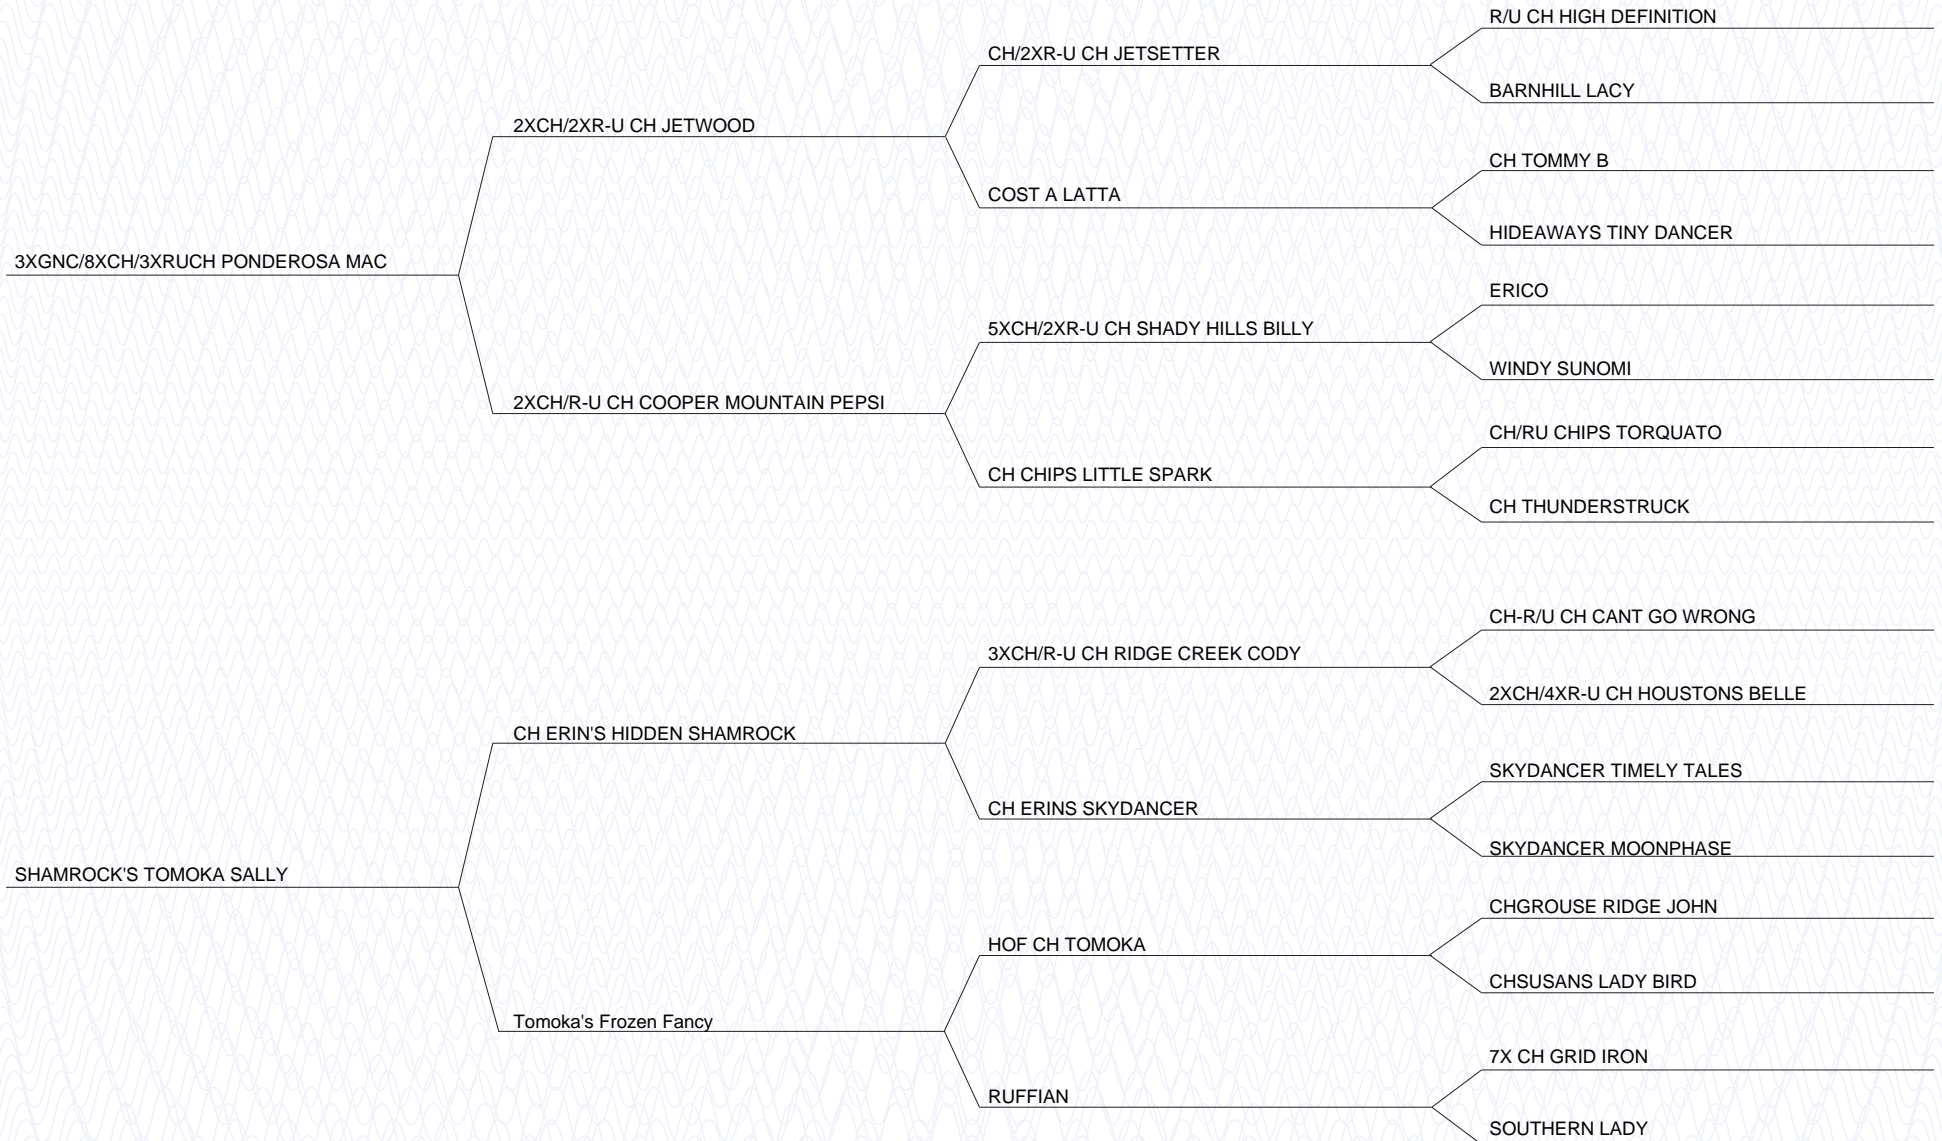 R/U CH HIGH DEFINITION
CH/2XR-U CH JETSETTER
BARNHILL LACY
2XCH/2XR-U CH JETWOOD
CH TOMMY B
COST A LATTA
HIDEAWAYS TINY DANCER
3XGNC/8XCH/3XRUCH PONDEROSA MAC
ERICO
5XCH/2XR-U CH SHADY HILLS BILLY
WINDY SUNOMI
2XCH/R-U CH COOPER MOUNTAIN PEPSI
CH/RU CHIPS TORQUATO
CH CHIPS LITTLE SPARK
CH THUNDERSTRUCK
CH-R/U CH CANT GO WRONG
3XCH/R-U CH RIDGE CREEK CODY
2XCH/4XR-U CH HOUSTONS BELLE
CH ERIN'S HIDDEN SHAMROCK
SKYDANCER TIMELY TALES
CH ERINS SKYDANCER
SKYDANCER MOONPHASE
SHAMROCK'S TOMOKA SALLY
CHGROUSE RIDGE JOHN
HOF CH TOMOKA
CHSUSANS LADY BIRD
Tomoka's Frozen Fancy
7X CH GRID IRON
RUFFIAN
SOUTHERN LADY